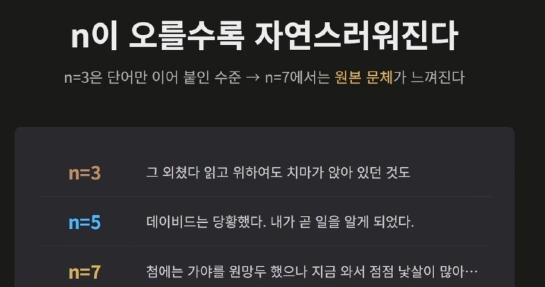 n이 오를수록 자연스러워진다
n=3은 단어만 이어 붙인 수준 → n=7에서는 원본 문체가 느껴진다
n=3 그 외쳤다 읽고 위하여도 치마가 앉아 있던 것도
n=5 데이비드는 당황했다. 내가 곧 일을 알게 되었다.
n=7 첨에는 가야를 원망두 했으나 지금 와서 점점 낯살이 많아…